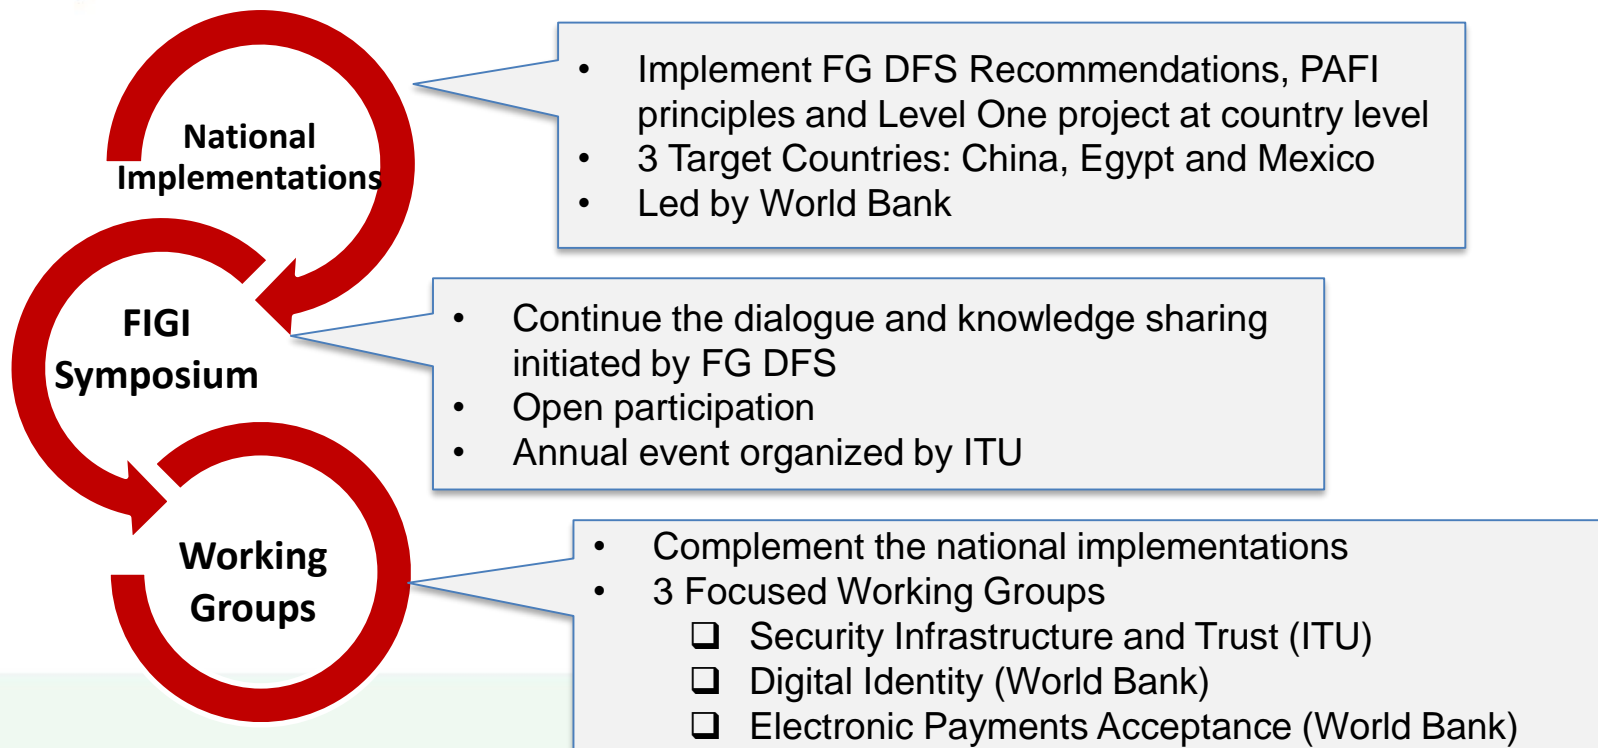 National
Implementations
• Implement FG DFS Recommendations, PAFI
principles and Level One project at country level
• 3 Target Countries: China, Egypt and Mexico
• Led by World Bank
FIGI
Symposium
• Continue the dialogue and knowledge sharing
initiated by FG DFS
• Open participation
• Annual event organized by ITU
Working
Groups
• Complement the national implementations
• 3 Focused Working Groups
❑ Security Infrastructure and Trust (ITU)
❑ Digital Identity (World Bank)
❑ Electronic Payments Acceptance (World Bank)